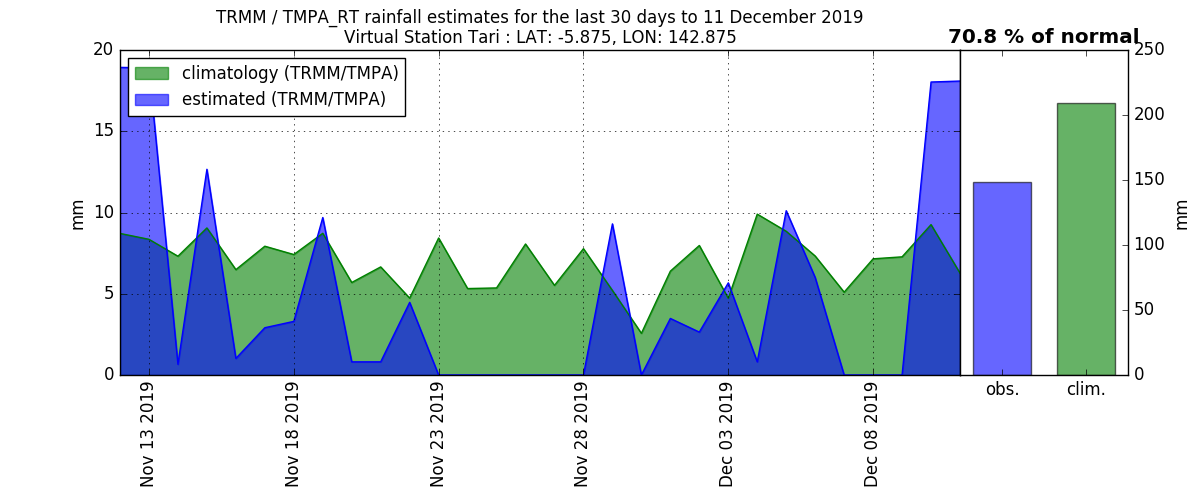 TRMM / TMPA_RT rainfall estimates for the last 30 days to 11 December 2019
Virtual Station Tari : LAT: -5.875, LON: 142.875
70.8 % of normal
climatology (TRMM/TMPA)
estimated (TRMM/TMPA)
20
15
10
5
0
mm
Nov 13 2019
Nov 18 2019
Nov 23 2019
Nov 28 2019
Dec 03 2019
Dec 08 2019
250
200
150
100
50
0
mm
obs.
clim.